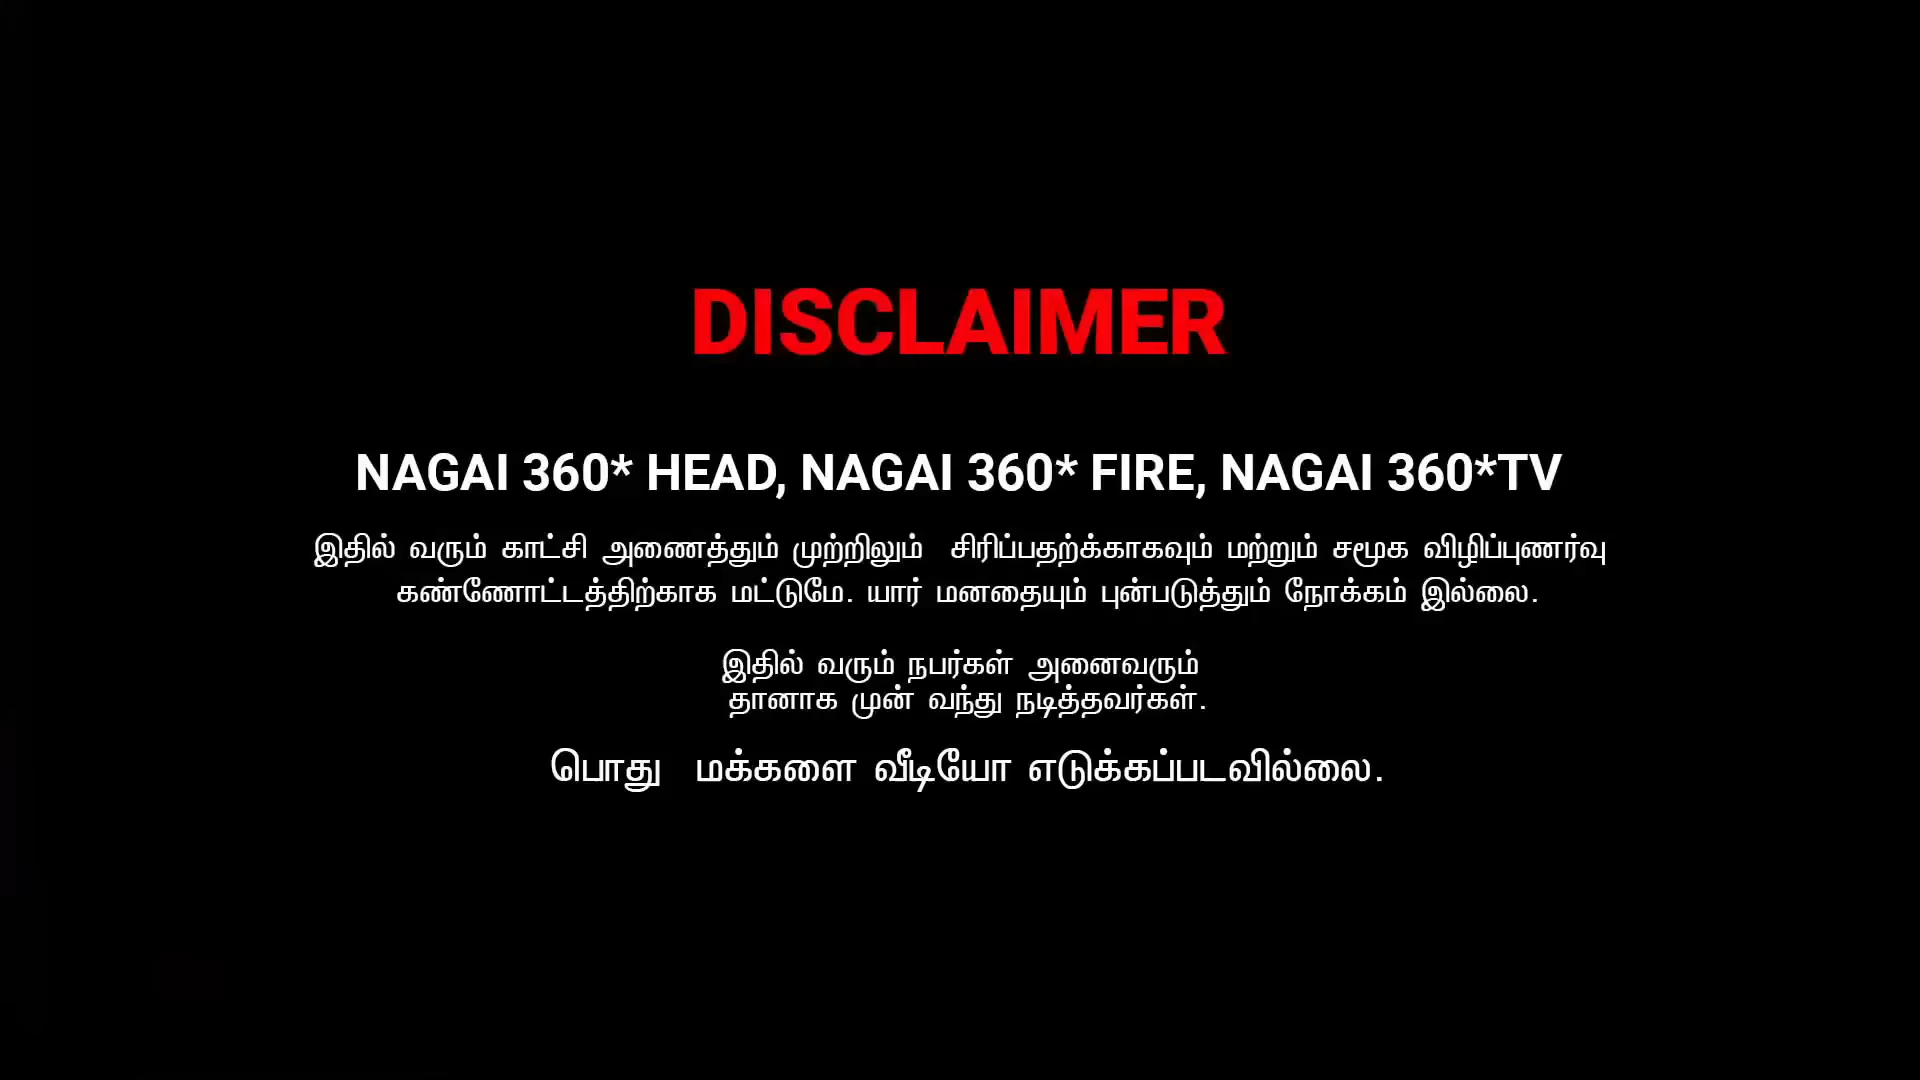 DISCLAIMER
NAGAI 360* HEAD, NAGAI 360* FIRE, NAGAI 360*TV
இதில் வரும் காட்சி அணைத்தும் முற்றிலும் சிரிப்பதற்க்காகவும் மற்றும் சமூக விழிப்புணர்வு
கண்ணோட்டத்திற்காக மட்டுமே. யார் மனதையும் புன்படுத்தும் நோக்கம் இல்லை.
இதில் வரும் நபர்கள் அனைவரும்
தானாக முன் வந்து நடித்தவர்கள்.
பொது மக்களை வீடியோ எடுக்கப்படவில்லை.